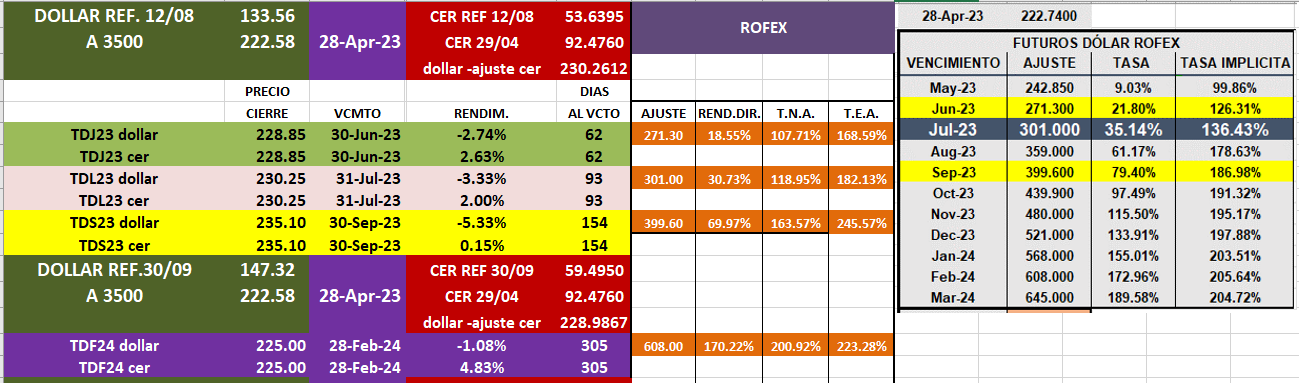 DOLLAR REF. 12/08 133.56 CER REF 12/08 53.6395
A 3500 222.58 28-Apr-23 CER 29/04 92.4760 ROFEX
dollar -ajuste cer 230.2612
PRECIO DIAS
CIERRE VCMTO RENDIM. AL VCTO AJUSTE REND.DIR. T.N.A. T.E.A.
TDJ23 dollar 228.85 30-Jun-23 -2.74% 62 271.30 18.55% 107.71% 168.59%
TDJ23 cer 228.85 30-Jun-23 2.63% 62
TDL23 dollar 230.25 31-Jul-23 -3.33% 93 301.00 30.73% 118.95% 182.13%
TDL23 cer 230.25 31-Jul-23 2.00% 93
TDS23 dollar 235.10 30-Sep-23 -5.33% 154 399.60 69.97% 163.57% 245.57%
TDS23 cer 235.10 30-Sep-23 0.15% 154
DOLLAR REF.30/09 147.32 CER REF 30/09 59.4950
A 3500 222.58 28-Apr-23 CER 29/04 92.4760
dollar -ajuste cer 228.9867
TDF24 dollar 225.00 28-Feb-24 -1.08% 305 608.00 170.22% 200.92% 223.28%
TDF24 cer 225.00 28-Feb-24 4.83% 305
28-Apr-23 222.7400
FUTUROS DÓLAR ROFEX
VENCIMIENTO AJUSTE TASA TASA IMPLICITA
May-23 242.850 9.03% 99.86%
Jun-23 271.300 21.80% 126.31%
Jul-23 301.000 35.14% 136.43%
Aug-23 359.000 61.17% 178.63%
Sep-23 399.600 79.40% 186.98%
Oct-23 439.900 97.49% 191.32%
Nov-23 480.000 115.50% 195.17%
Dec-23 521.000 133.91% 197.88%
Jan-24 568.000 155.01% 203.51%
Feb-24 608.000 172.96% 205.64%
Mar-24 645.000 189.58% 204.72%